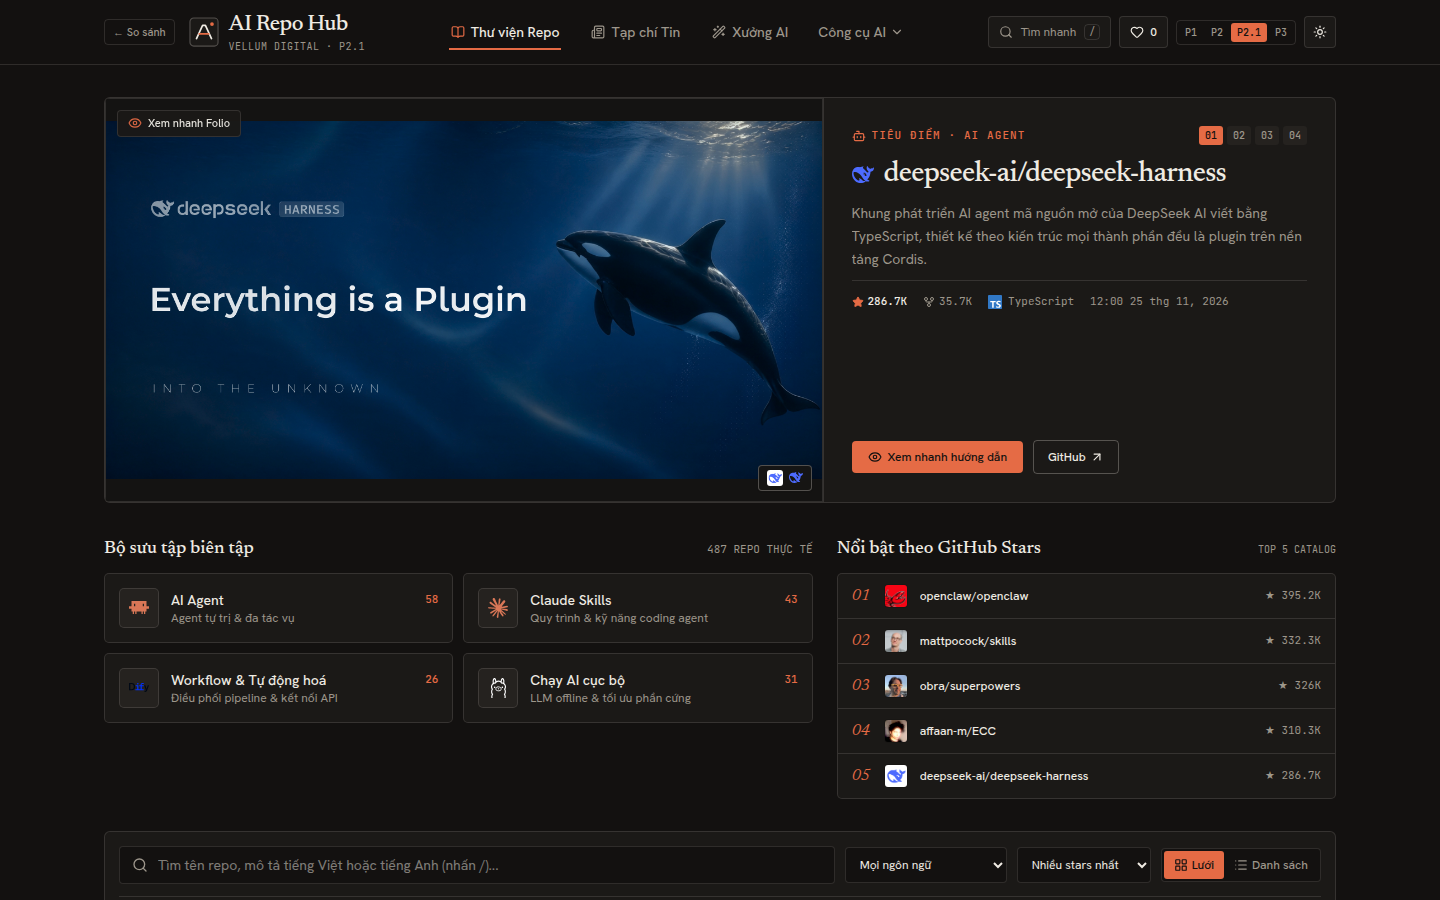 ← So sánh
AI Repo Hub
VELLUM DIGITAL · P2.1
Thư viện Repo
Tạp chí Tin
Xưởng AI
Công cụ AI
Tìm nhanh /
0
P1 P2 P2.1 P3
Xem nhanh Folio
deepseek HARNESS
Everything is a Plugin
INTO THE UNKNOWN
TIÊU ĐIỂM · AI AGENT
01 02 03 04
deepseek-ai/deepseek-harness
Khung phát triển AI agent mã nguồn mở của DeepSeek AI viết bằng
TypeScript, thiết kế theo kiến trúc mọi thành phần đều là plugin trên nền
tảng Cordis.
286.7K 35.7K TS TypeScript 12:00 25 thg 11, 2026
Xem nhanh hướng dẫn
GitHub
Bộ sưu tập biên tập
487 REPO THỰC TẾ
AI Agent 58
Agent tự trị & đa tác vụ
Claude Skills 43
Quy trình & kỹ năng coding agent
Dify
Workflow & Tự động hoá 26
Điều phối pipeline & kết nối API
Chạy AI cục bộ 31
LLM offline & tối ưu phần cứng
Nổi bật theo GitHub Stars
TOP 5 CATALOG
01 openclaw/openclaw ★ 395.2K
02 mattpocock/skills ★ 332.3K
03 obra/superpowers ★ 326K
04 affaan-m/ECC ★ 310.3K
05 deepseek-ai/deepseek-harness ★ 286.7K
Tìm tên repo, mô tả tiếng Việt hoặc tiếng Anh (nhấn /)...
Mọi ngôn ngữ
Nhiều stars nhất
Lưới
Danh sách